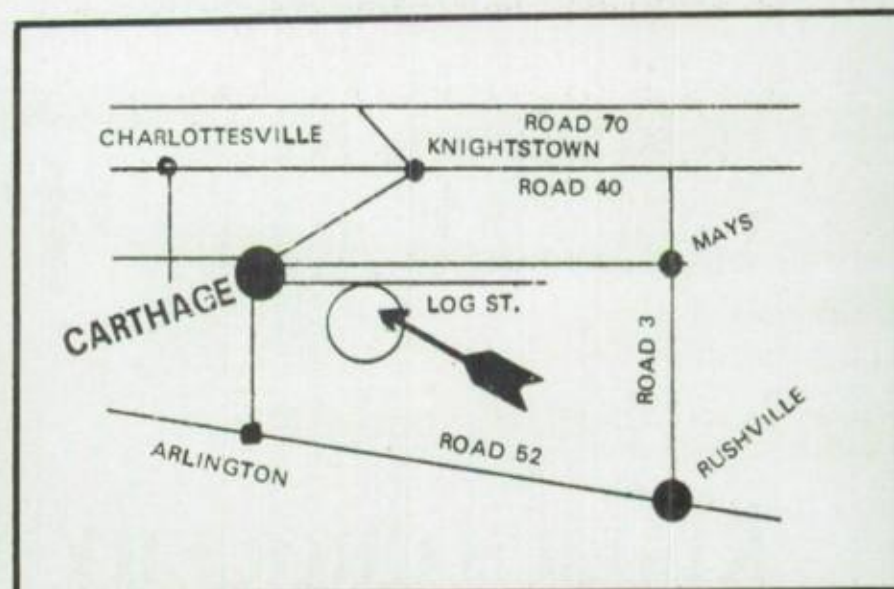 ROAD 70
CHARLOTTESVILLE
KNIGHTSTOWN
ROAD 40
MAYS
CARTHAGE
LOG ST.
ROAD 3
ROAD 52
ARLINGTON
RUSHVILLE